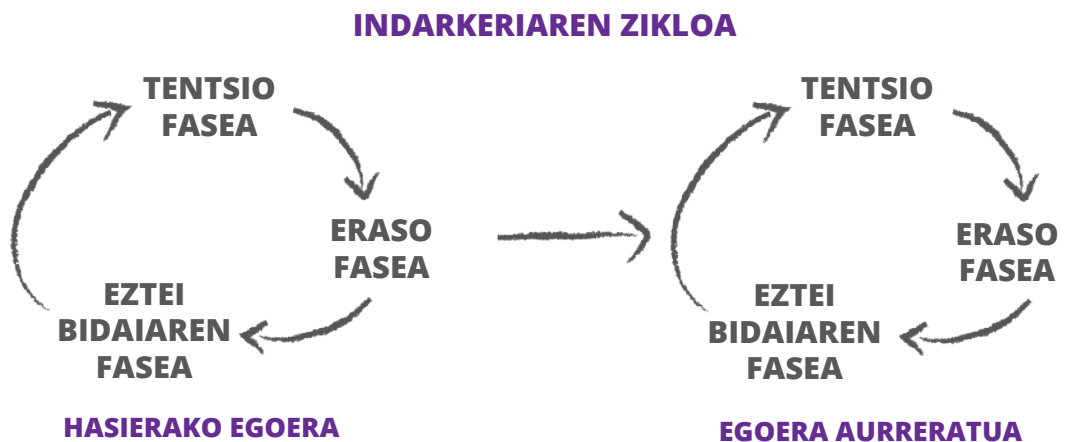 INDARKERIAREN ZIKLOA
TENTSIO
FASEA
ERASO
FASEA
EZTEI
BIDAIAREN
FASEA
HASIERAKO EGOERA
TENTSIO
FASEA
ERASO
FASEA
EZTEI
BIDAIAREN
FASEA
EGOERA AURRERATUA